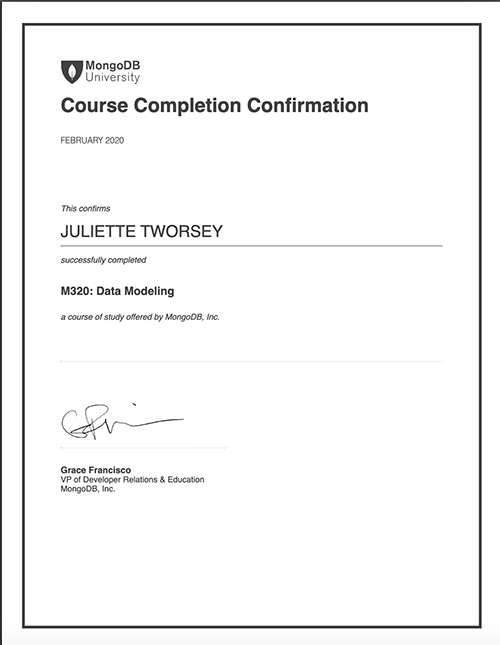 MongoDB
University
Course Completion Confirmation
FEBRUARY 2020
This confirms
JULIETTE TWORSEY
successfully completed
M320: Data Modeling
a course of study offered by MongoDB, Inc.
Grace Francisco
VP of Developer Relations & Education
MongoDB, Inc.